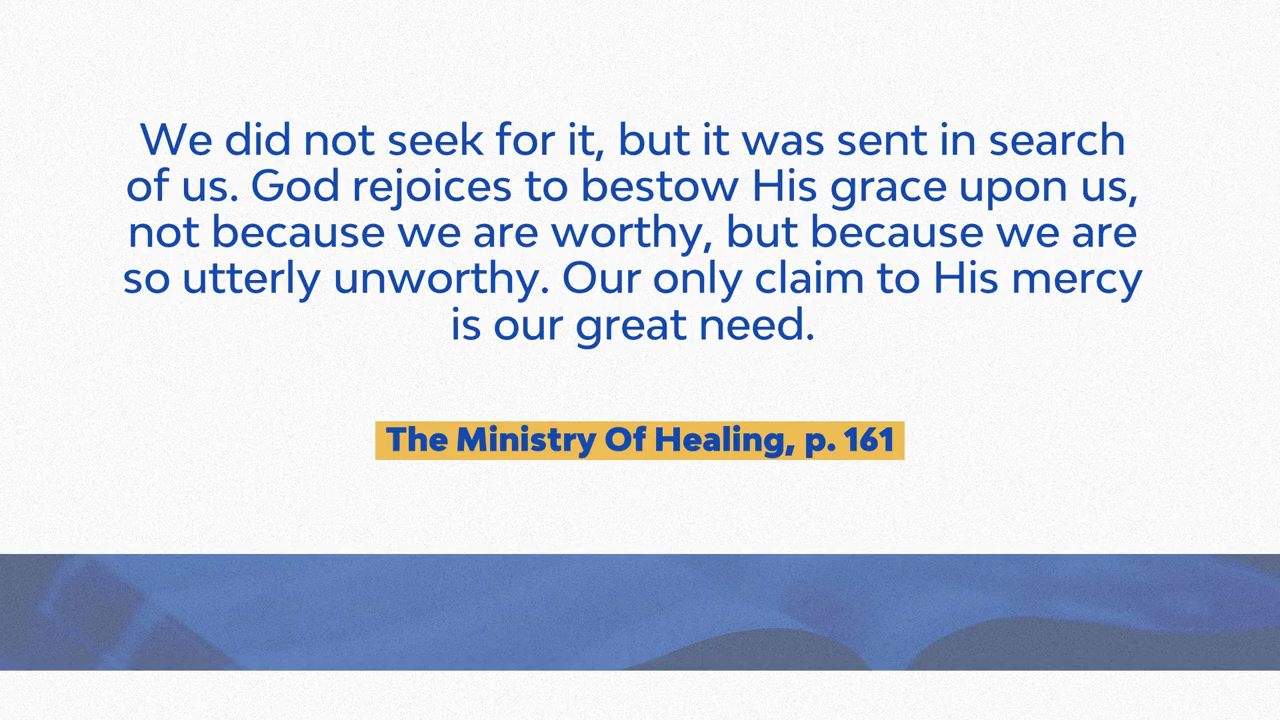 We did not seek for it, but it was sent in search
of us. God rejoices to bestow His grace upon us,
not because we are worthy, but because we are
so utterly unworthy. Our only claim to His mercy
is our great need.
The Ministry Of Healing, p. 161